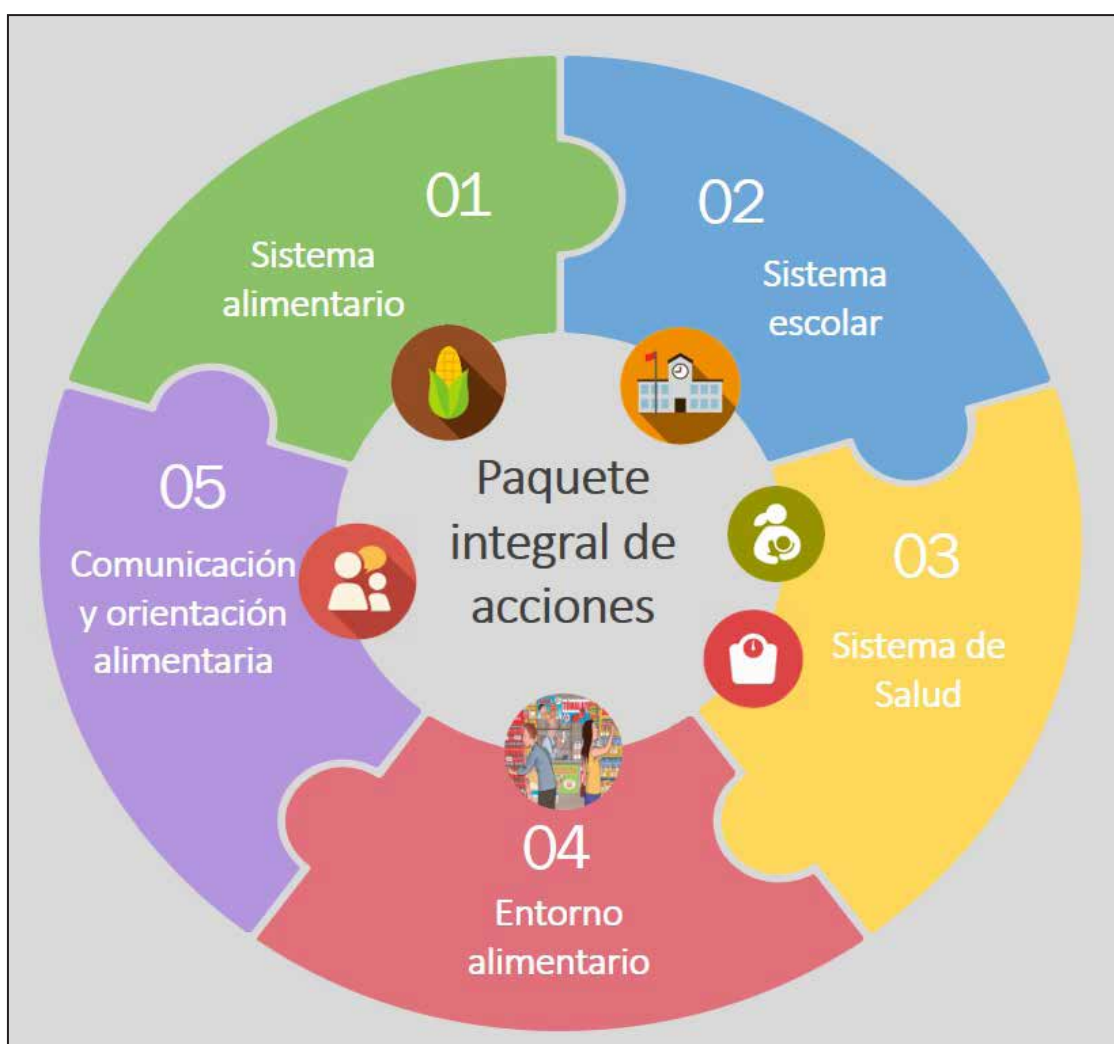 01
Sistema
alimentario
02
Sistema
escolar
03
Sistema de
Salud
04
Entorno
alimentario
05
Comunicación
y orientación
alimentaria
Paquete
integral de
acciones